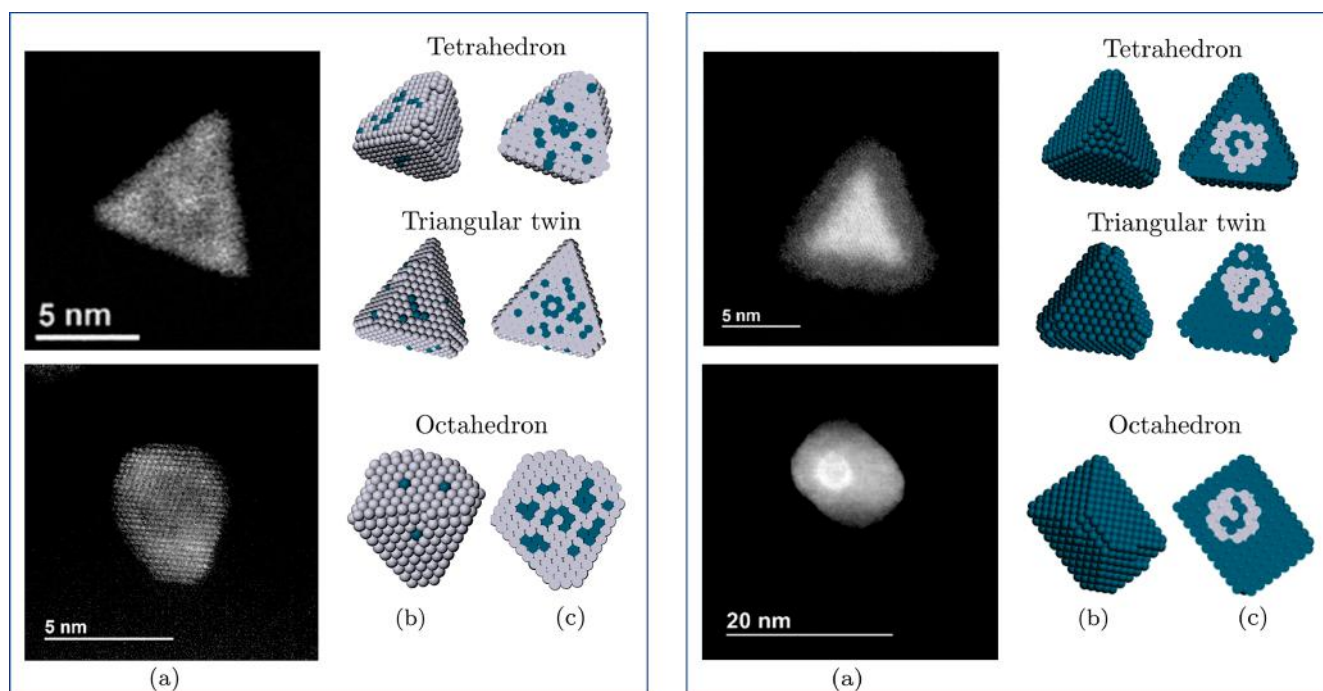 Tetrahedron
5 nm
Triangular twin
Octahedron
5 nm
(b) (c)
(a)
Tetrahedron
5 nm
Triangular twin
Octahedron
20 nm
(b) (c)
(a)